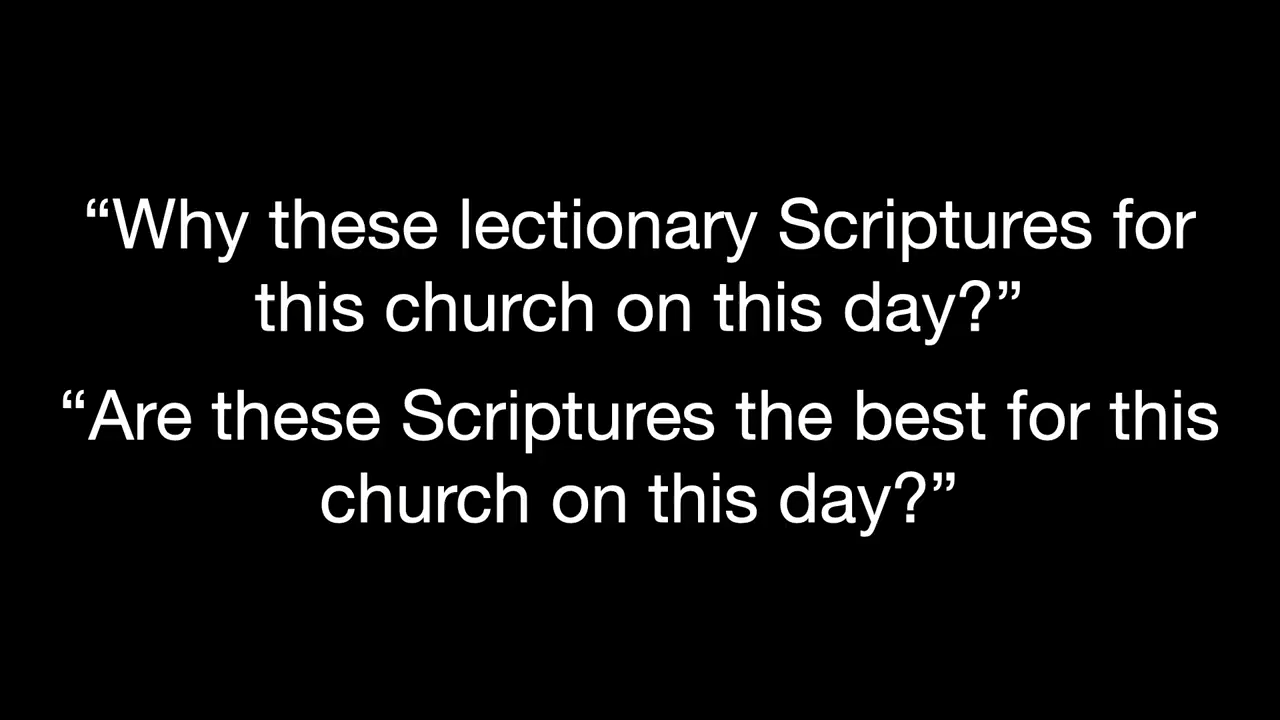 “Why these lectionary Scriptures for
this church on this day?”
“Are these Scriptures the best for this
church on this day?”